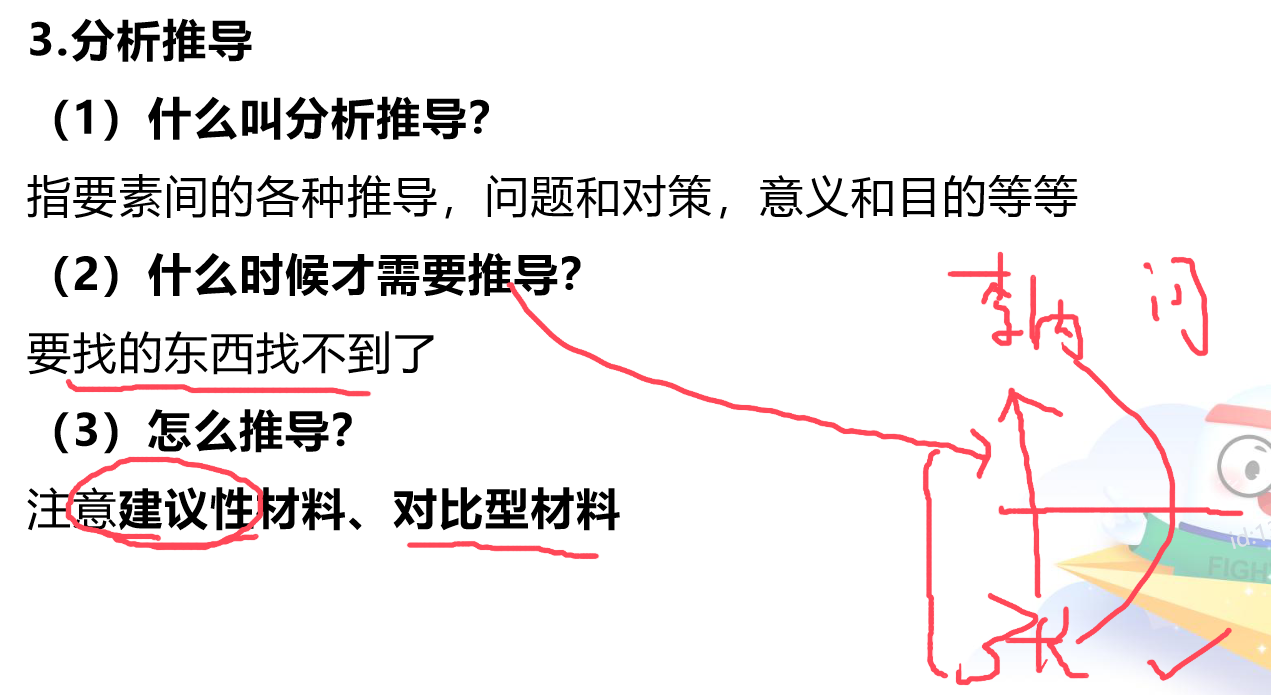 3.分析推导
（1）什么叫分析推导？
指要素间的各种推导，问题和对策，意义和目的等等
（2）什么时候才需要推导？
要找的东西找不到了
（3）怎么推导？
注意建议性材料、对比型材料
问
id:1
FIGH